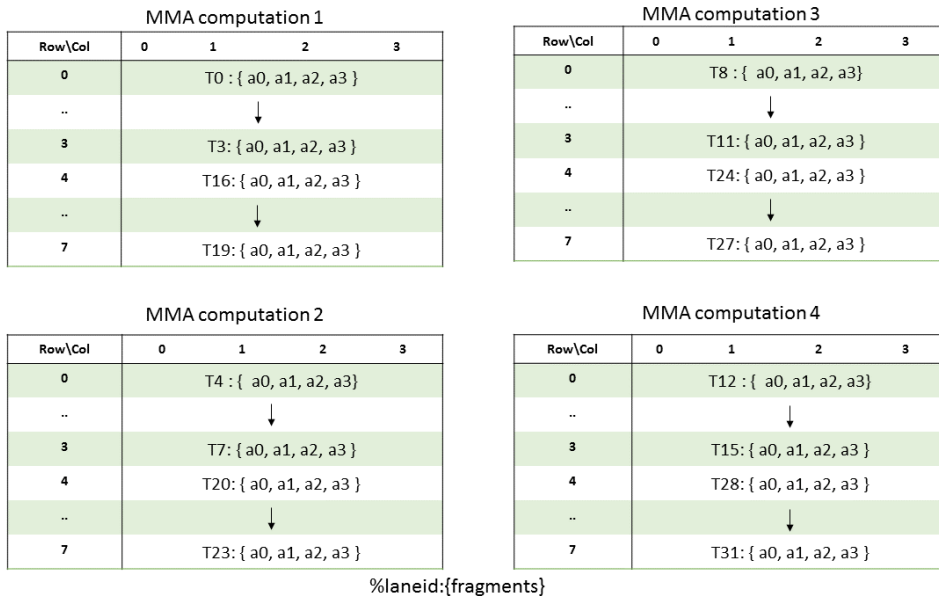 MMA computation 1
Row\Col 0 1 2 3
0 T0 : { a0, a1, a2, a3 }
..
3 T3: { a0, a1, a2, a3 }
4 T16: { a0, a1, a2, a3 }
..
7 T19: { a0, a1, a2, a3 }
MMA computation 3
Row\Col 0 1 2 3
0 T8 : { a0, a1, a2, a3}
..
3 T11: { a0, a1, a2, a3 }
4 T24: { a0, a1, a2, a3 }
..
7 T27: { a0, a1, a2, a3 }
MMA computation 2
Row\Col 0 1 2 3
0 T4 : { a0, a1, a2, a3}
..
3 T7: { a0, a1, a2, a3 }
4 T20: { a0, a1, a2, a3 }
..
7 T23: { a0, a1, a2, a3 }
MMA computation 4
Row\Col 0 1 2 3
0 T12 : { a0, a1, a2, a3}
..
3 T15: { a0, a1, a2, a3 }
4 T28: { a0, a1, a2, a3 }
..
7 T31: { a0, a1, a2, a3 }
%laneid:{fragments}